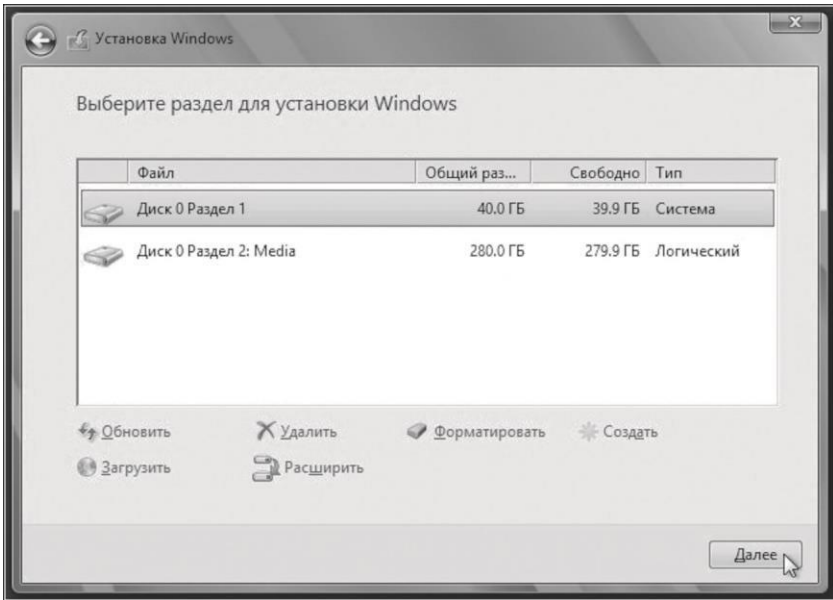 Установка Windows
Выберите раздел для установки Windows
Файл Общий раз... Свободно Тип
Диск 0 Раздел 1 40.0 ГБ 39.9 ГБ Система
Диск 0 Раздел 2: Media 280.0 ГБ 279.9 ГБ Логический
Обновить Удалить Форматировать Создать
Загрузить Расширить
Далее